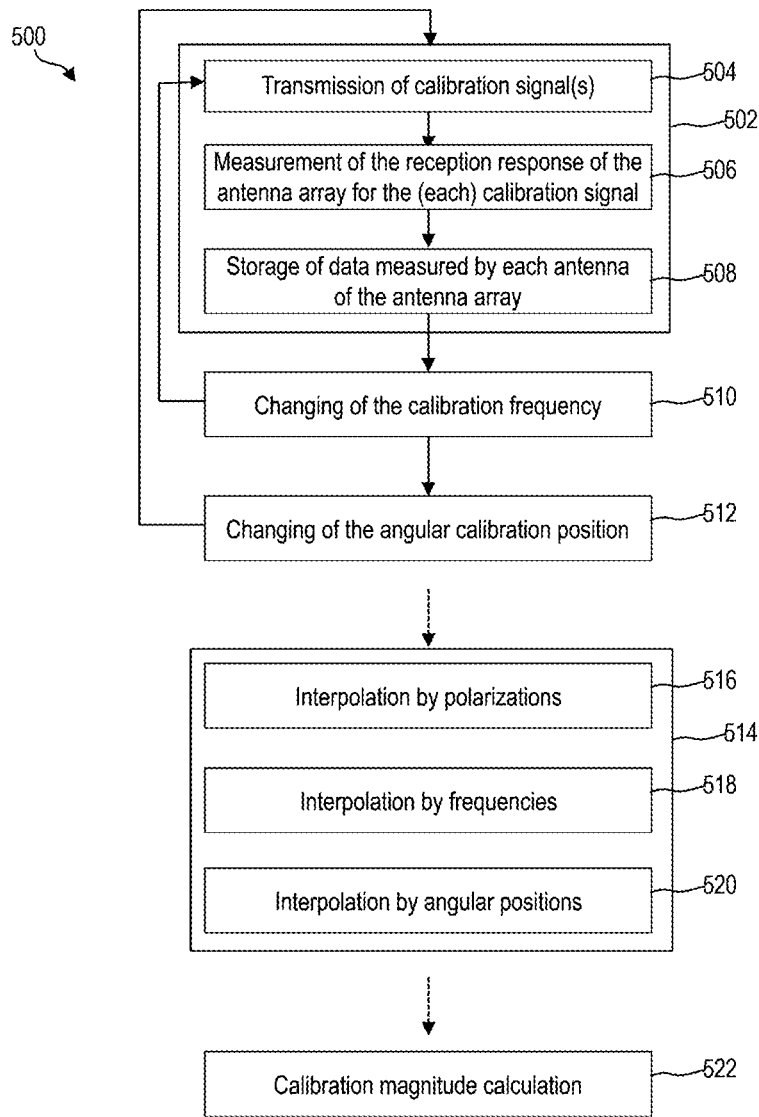 500
Transmission of calibration signal(s)
504
502
Measurement of the reception response of the
antenna array for the (each) calibration signal
506
Storage of data measured by each antenna
of the antenna array
508
Changing of the calibration frequency
510
Changing of the angular calibration position
512
Interpolation by polarizations
516
514
Interpolation by frequencies
518
Interpolation by angular positions
520
Calibration magnitude calculation
522